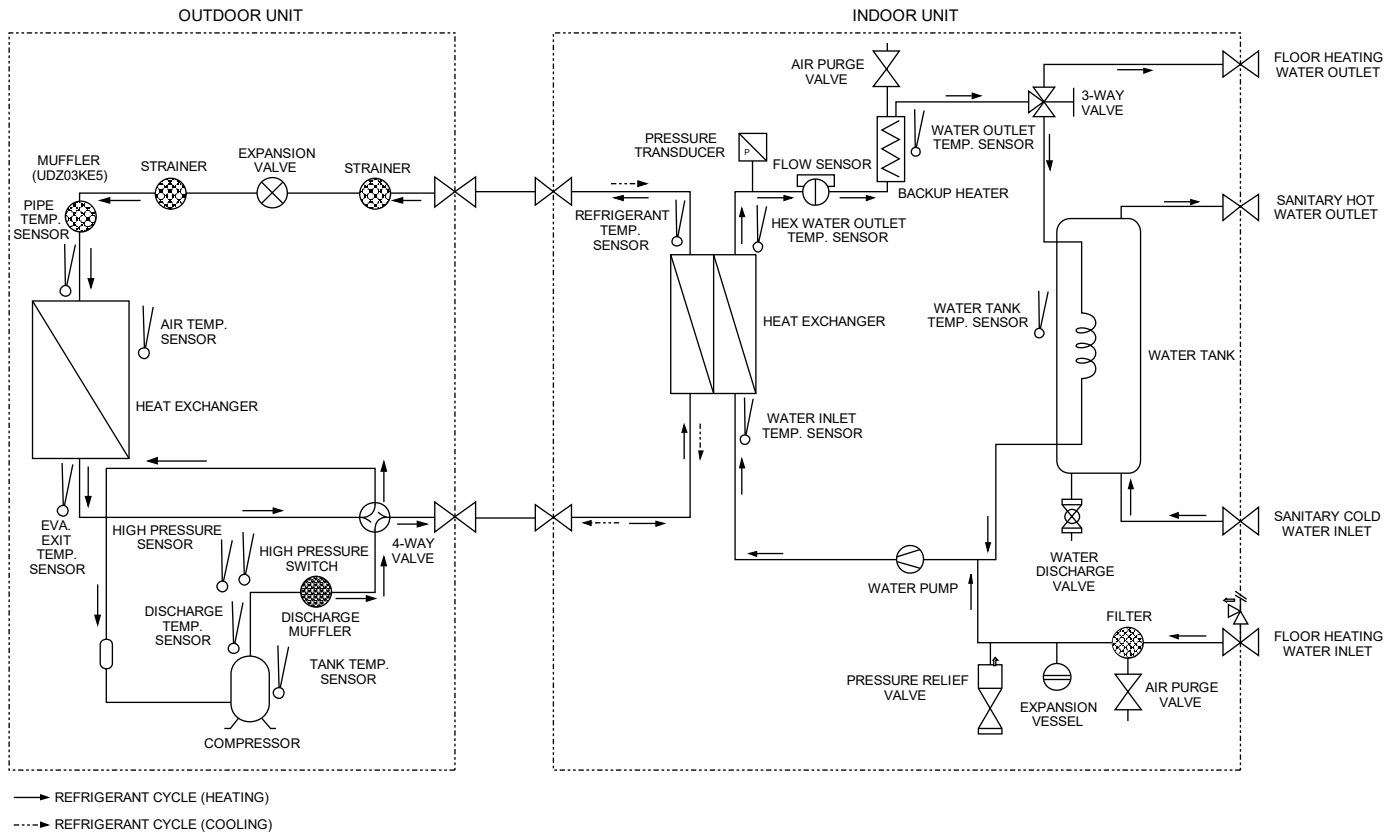 OUTDOOR UNIT
INDOOR UNIT
AIR PURGE
VALVE
FLOOR HEATING
WATER OUTLET
3-WAY
VALVE
MUFFLER
(UDZ03KE5)
STRAINER
EXPANSION
VALVE
STRAINER
PRESSURE
TRANSDUCER
P
FLOW SENSOR
WATER OUTLET
TEMP. SENSOR
BACKUP HEATER
PIPE
TEMP.
SENSOR
REFRIGERANT
TEMP.
SENSOR
HEX WATER OUTLET
TEMP. SENSOR
SANITARY HOT
WATER OUTLET
AIR TEMP.
SENSOR
HEAT EXCHANGER
HEAT EXCHANGER
WATER TANK
TEMP. SENSOR
WATER TANK
WATER INLET
TEMP. SENSOR
EVA.
EXIT
TEMP.
SENSOR
HIGH PRESSURE
SENSOR
HIGH PRESSURE
SWITCH
4-WAY
VALVE
SANITARY COLD
WATER INLET
WATER PUMP
WATER
DISCHARGE
VALVE
DISCHARGE
TEMP.
SENSOR
DISCHARGE
MUFFLER
TANK TEMP.
SENSOR
COMPRESSOR
FILTER
FLOOR HEATING
WATER INLET
PRESSURE RELIEF
VALVE
EXPANSION
VESSEL
AIR PURGE
VALVE
REFRIGERANT CYCLE (HEATING)
REFRIGERANT CYCLE (COOLING)